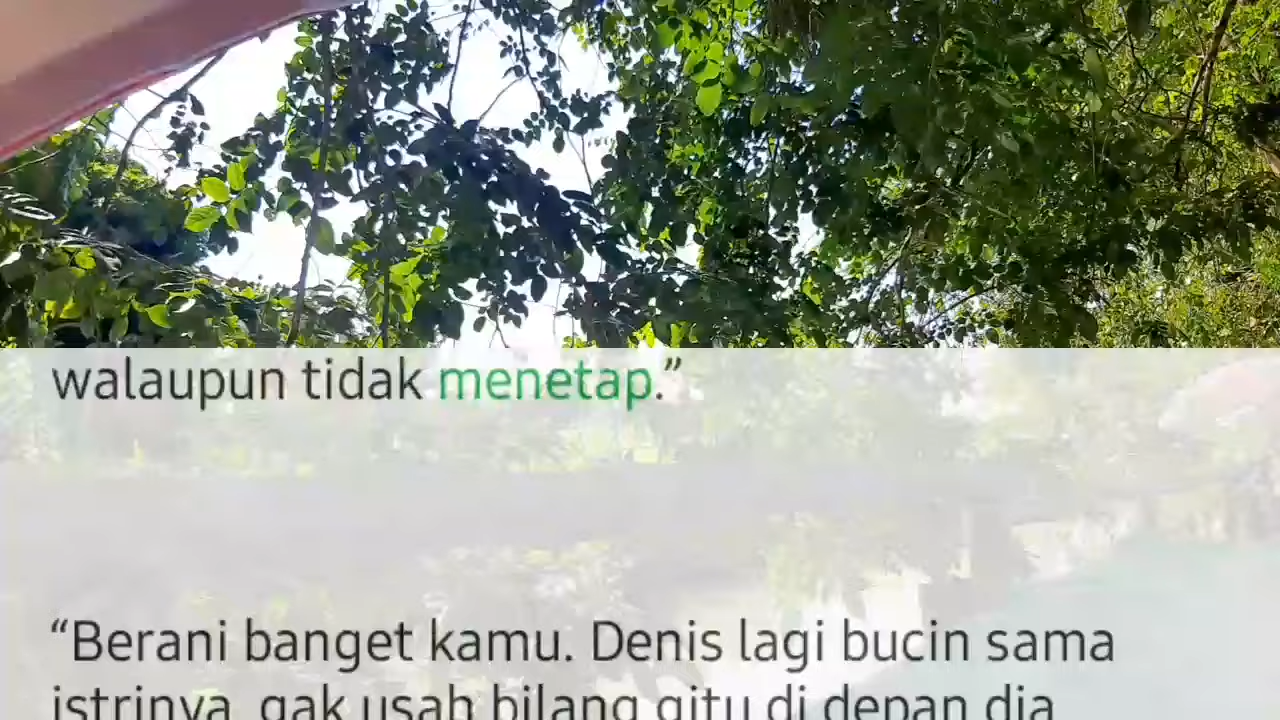 walaupun tidak menetap.”
“Berani banget kamu. Denis lagi bucin sama
istrinya, gak usah bilang gitu di depan dia